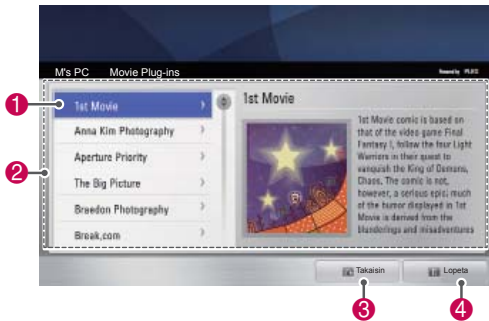 M's PC Movie Plug-ins Powered by PLEX
1 1st Movie
Anna Kim Photography
Aperture Priority
2 The Big Picture
Braedon Photography
Break.com
1st Movie
1st Movie comic is based on
that of the video game Final
Fantasy I, follow the four Light
Warriors in their quest to
vanquish the King of Demons,
Chaos. The comic is not,
however, a serious epic; much
of the humor displayed in 1st
Movie is derived from the
blunderings and misadventures
Takaisin Lopeta
3 4